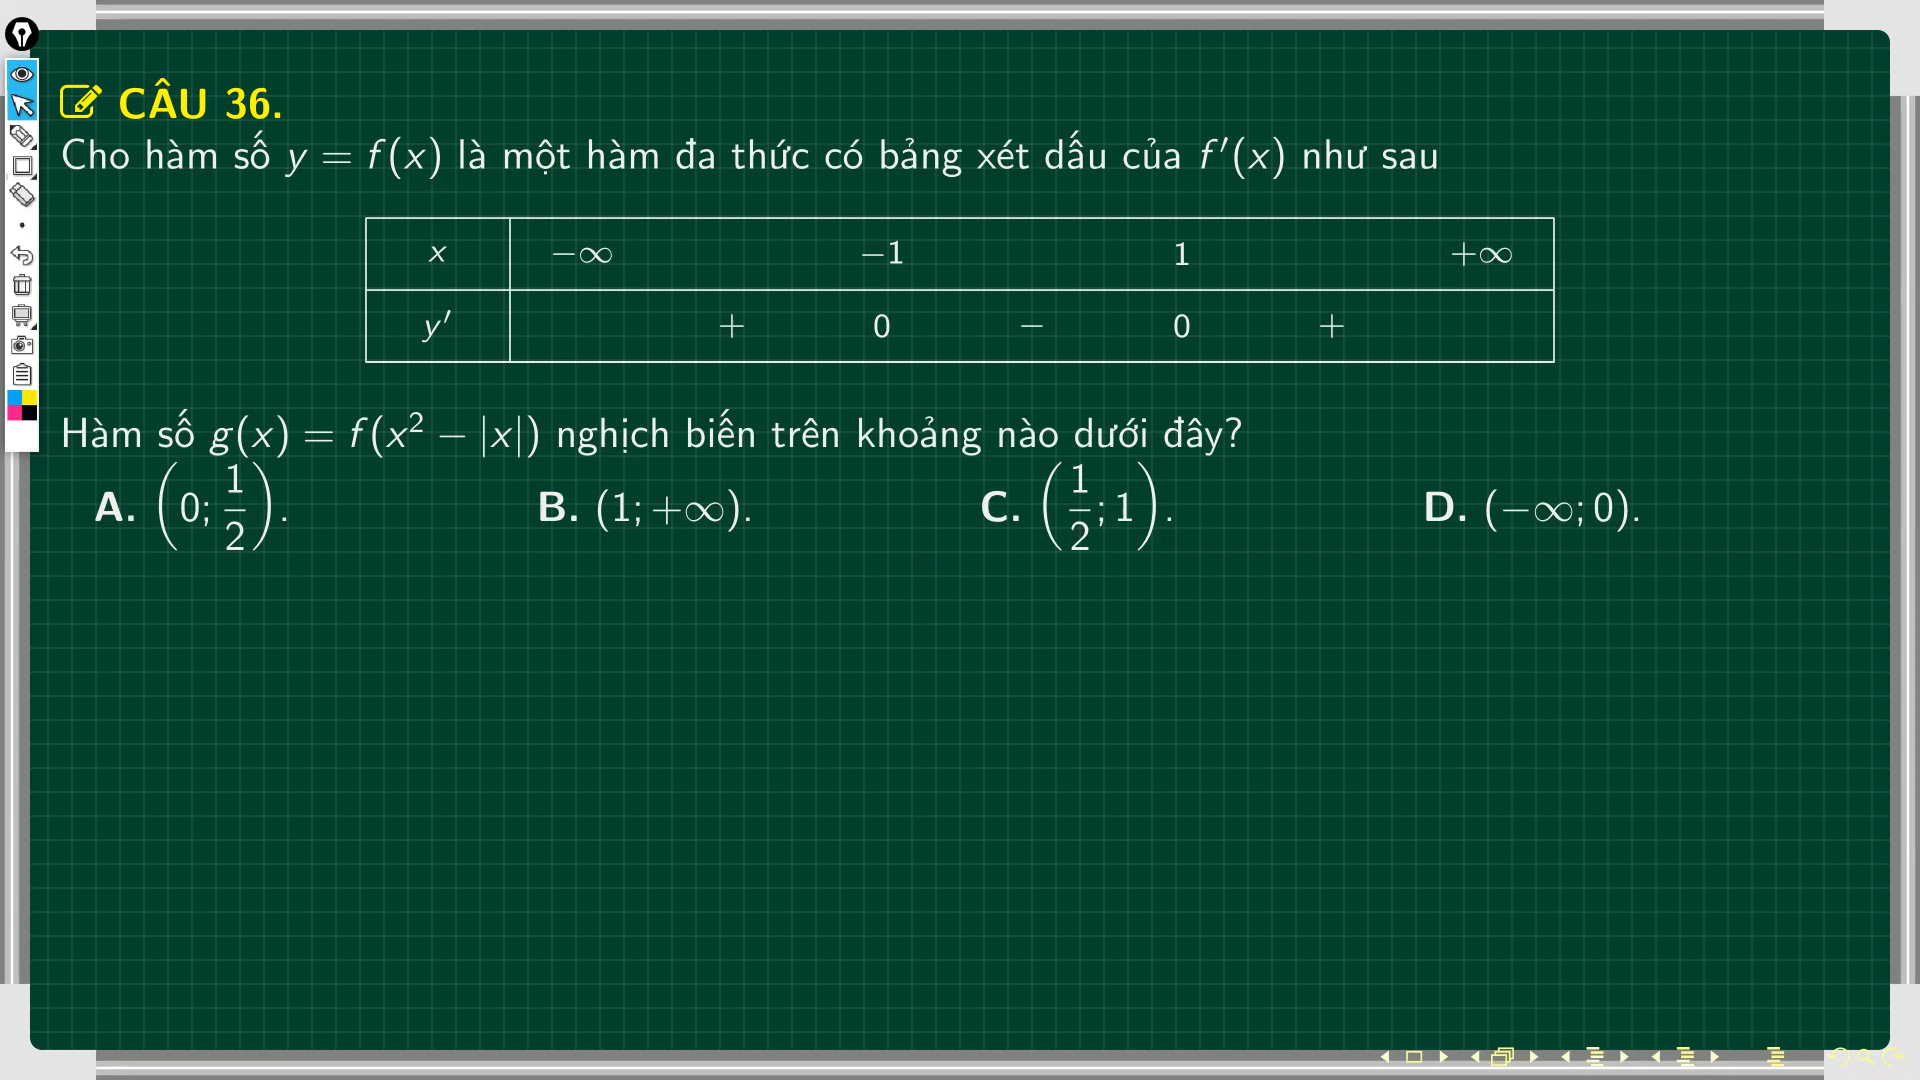 CÂU 36.
Cho hàm số y = f(x) là một hàm đa thức có bảng xét dấu của f′(x) như sau
x −∞ −1 1 +∞
y′ + 0 − 0 +
Hàm số g(x) = f(x² − |x|) nghịch biến trên khoảng nào dưới đây?
A. (0; 1/2). B. (1; +∞). C. (1/2; 1). D. (−∞; 0).